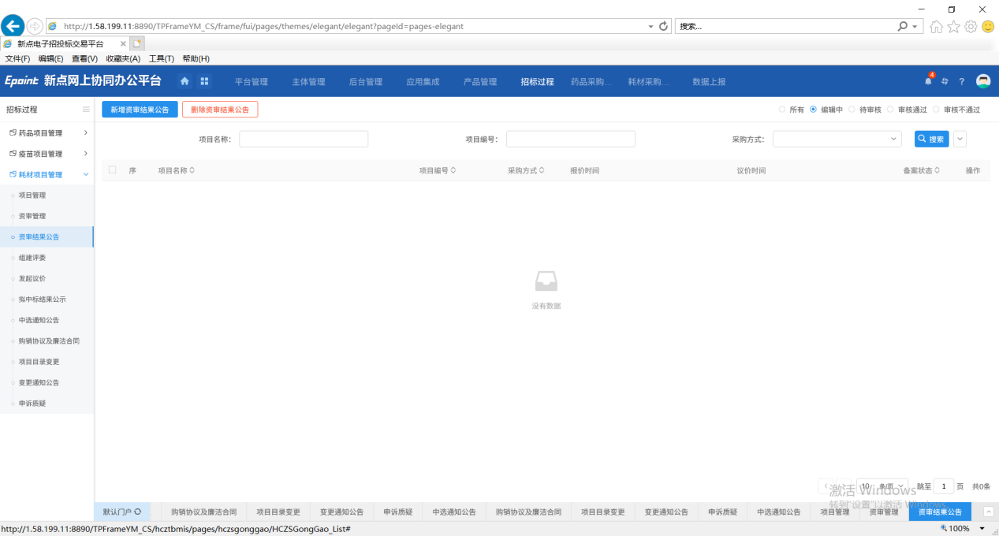 http://1.58.199.11:8890/TPFrameYM_CS/frame/fui/pages/themes/elegant/elegant?pageId=pages-elegant 搜索...
新点电子招投标交易平台
文件(F) 编辑(E) 查看(V) 收藏夹(A) 工具(T) 帮助(H)
Epoint 新点网上协同办公平台 平台管理 主体管理 后台管理 应用集成 产品管理 招标过程 药品采购... 耗材采购... 数据上报 4 ?
招标过程 新增资审结果公告 删除资审结果公告 所有 编辑中 待审核 审核通过 审核不通过
药品项目管理
项目名称: 项目编号: 采购方式: 搜索
疫苗项目管理
序 项目名称 项目编号 采购方式 报价时间 议价时间 备案状态 操作
耗材项目管理
项目管理
资审管理
资审结果公告
组建评委
发起议价
拟中标结果公示
没有数据
中选通知公告
购销协议及廉洁合同
项目目录变更
变更通知公告
申诉质疑
10 条/页 跳至 1 页 共0条
激活 Windows
转到"设置"以激活 Windows。
默认门户 购销协议及廉洁合同 项目目录变更 变更通知公告 申诉质疑 中选通知公告 购销协议及廉洁合同 项目目录变更 变更通知公告 申诉质疑 中选通知公告 项目管理 资审管理 资审结果公告
http://1.58.199.11:8890/TPFrameYM_CS/hcztbmis/pages/hczsgonggao/HCZSGongGao_List# 100%